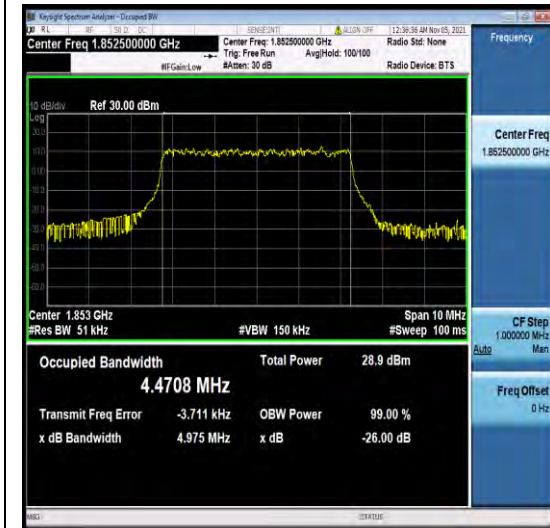 Keysight Spectrum Analyzer - Occupied BW
RL RF 50 Ω DC SENSE:INT ALIGN OFF 12:36:36 AM Nov 05, 2021
Center Freq 1.852500000 GHz
Center Freq: 1.852500000 GHz
Radio Std: None
Trig: Free Run Avg|Hold: 100/100
#IFGain:Low #Atten: 30 dB Radio Device: BTS
Frequency
10 dB/div Ref 30.00 dBm
Log
20.0
10.0
Center Freq
1.852500000 GHz
Center 1.853 GHz Span 10 MHz
#Res BW 51 kHz #VBW 150 kHz #Sweep 100 ms
CF Step
1.000000 MHz
Auto Man
Occupied Bandwidth Total Power 28.9 dBm
4.4708 MHz
Freq Offset
0 Hz
Transmit Freq Error -3.711 kHz OBW Power 99.00 %
x dB Bandwidth 4.975 MHz x dB -26.00 dB
MSG STATUS